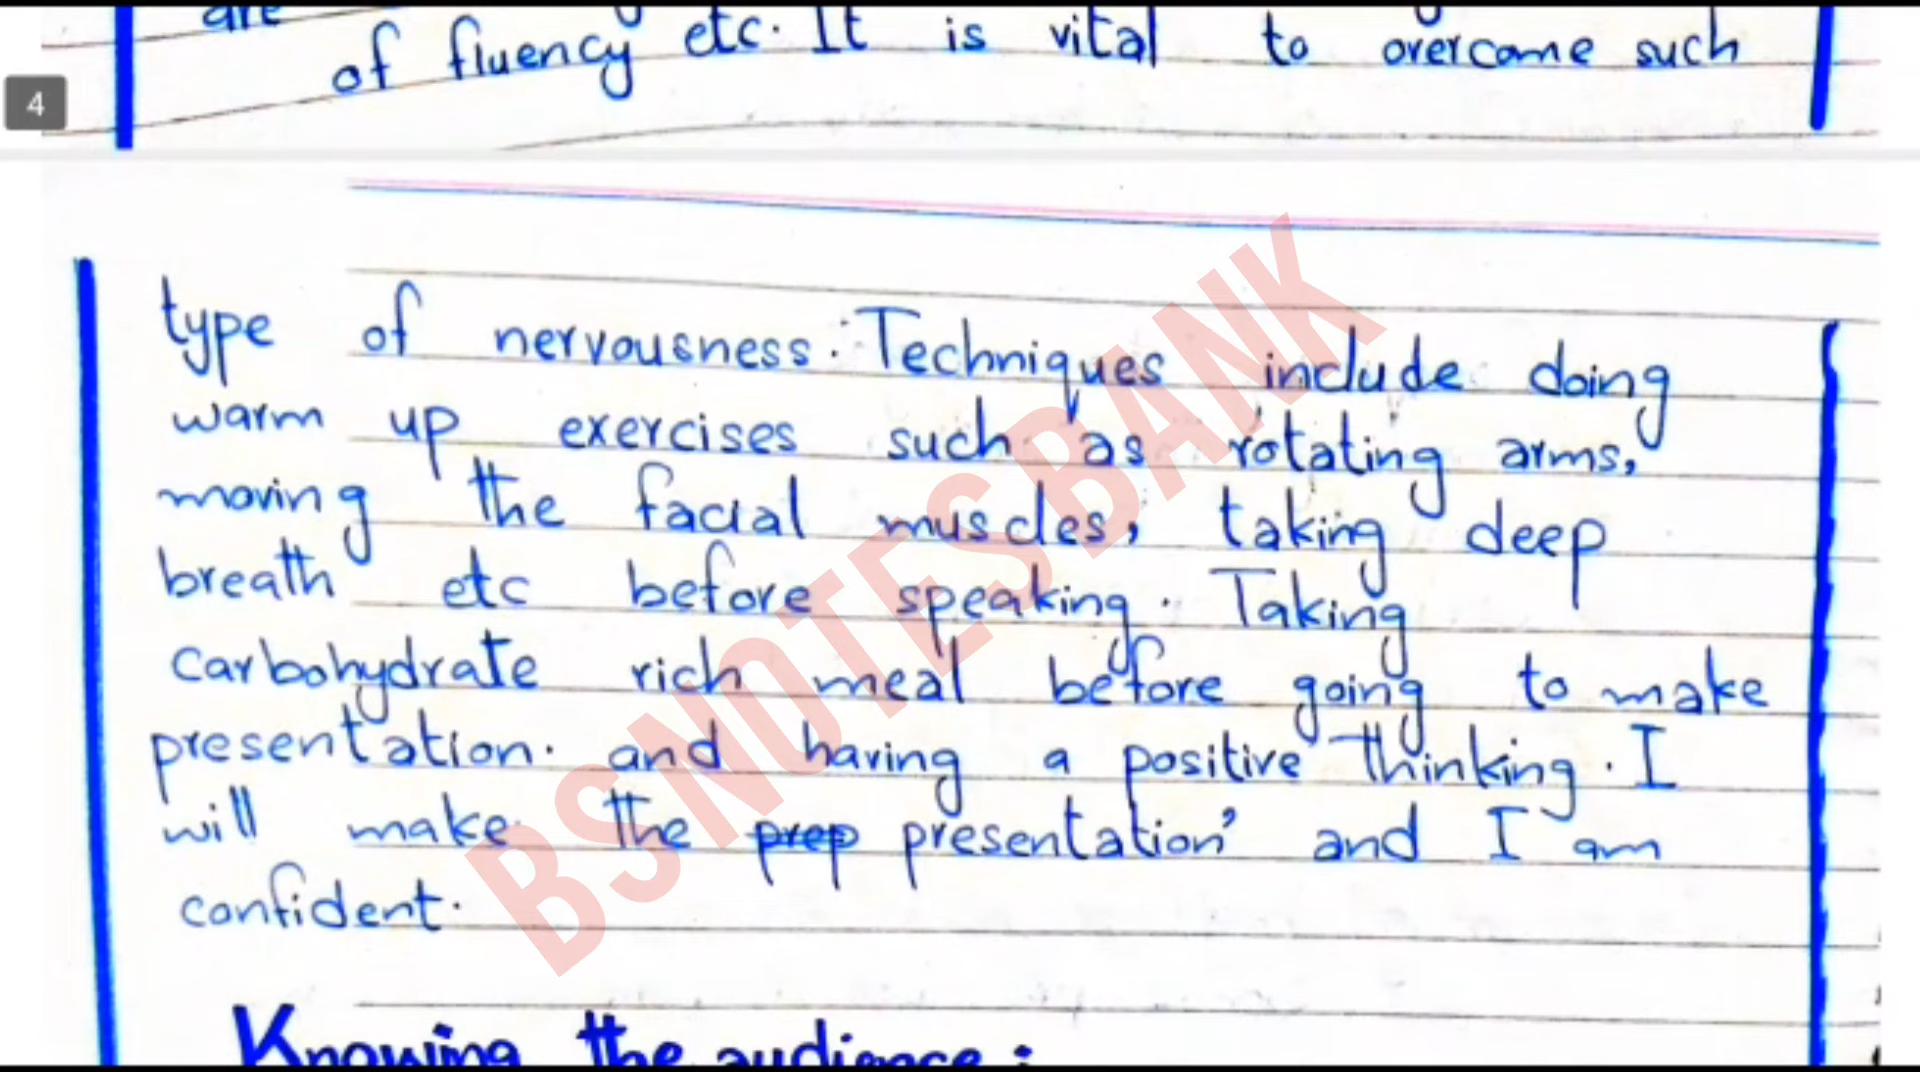 are
of fluency etc. It is vital to overcome such
4
type of nervousness. Techniques include doing
warm up exercises such as rotating arms,
moving the facial muscles, taking deep
breath etc before speaking. Taking
carbohydrate rich meal before going to make
presentation. and having a positive thinking. I
will make the prep presentation' and I am
confident.
Knowing the audience:
BSNOTESBANK